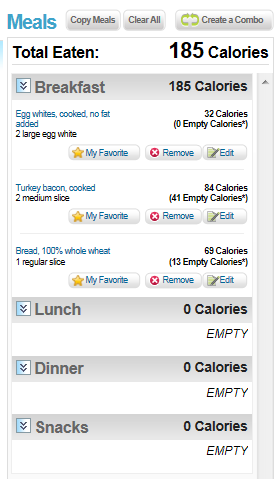 Meals Copy Meals Clear All Create a Combo
Total Eaten: 185 Calories
Breakfast 185 Calories
Egg whites, cooked, no fat 32 Calories
added (0 Empty Calories*)
2 large egg white
My Favorite Remove Edit
Turkey bacon, cooked 84 Calories
2 medium slice (41 Empty Calories*)
My Favorite Remove Edit
Bread, 100% whole wheat 69 Calories
1 regular slice (13 Empty Calories*)
My Favorite Remove Edit
Lunch 0 Calories
EMPTY
Dinner 0 Calories
EMPTY
Snacks 0 Calories
EMPTY